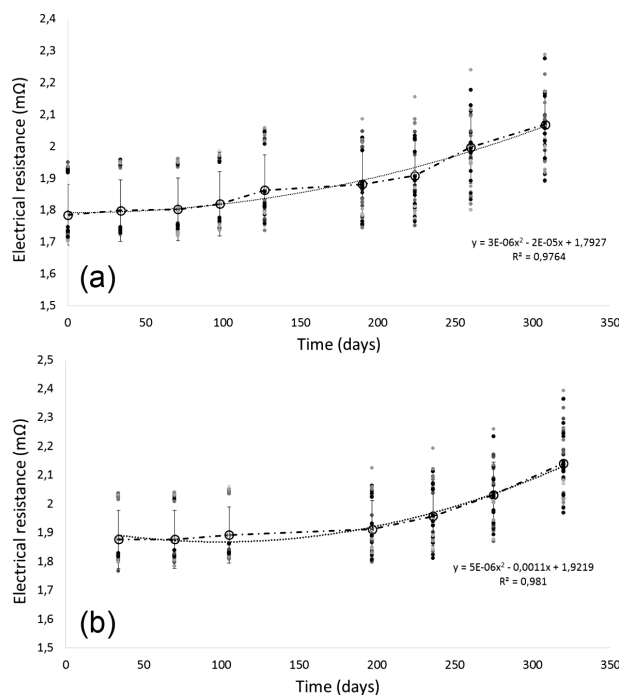 (a)
Electrical resistance (mΩ)
2,4
2,3
2,2
2,1
2
1,9
1,8
1,7
1,6
1,5
y = 3E-06x² - 2E-05x + 1,7927
R² = 0,9764
0 50 100 150 200 250 300 350
Time (days)
(b)
Electrical resistance (mΩ)
2,5
2,4
2,3
2,2
2,1
2
1,9
1,8
1,7
1,6
1,5
y = 5E-06x² - 0,0011x + 1,9219
R² = 0,981
0 50 100 150 200 250 300 350
Time (days)